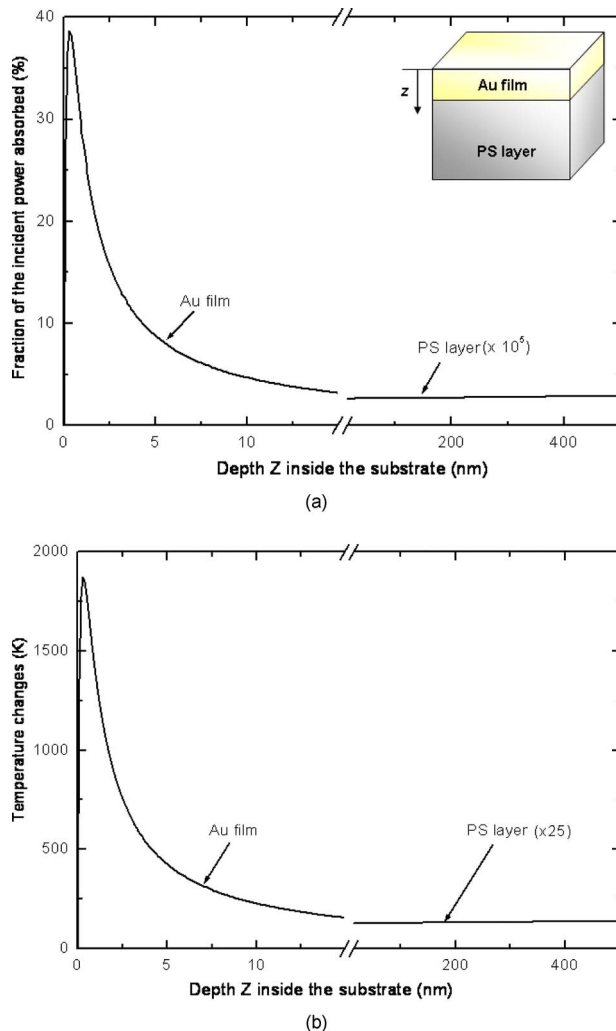 40
30
20
10
0
Fraction of the incident power absorbed (%)
z
Au film
PS layer
Au film
PS layer (x 10⁵)
0 5 10 200 400
Depth Z inside the substrate (nm)
(a)
2000
1500
1000
500
0
Temperature changes (K)
Au film
PS layer (x25)
0 5 10 200 400
Depth Z inside the substrate (nm)
(b)